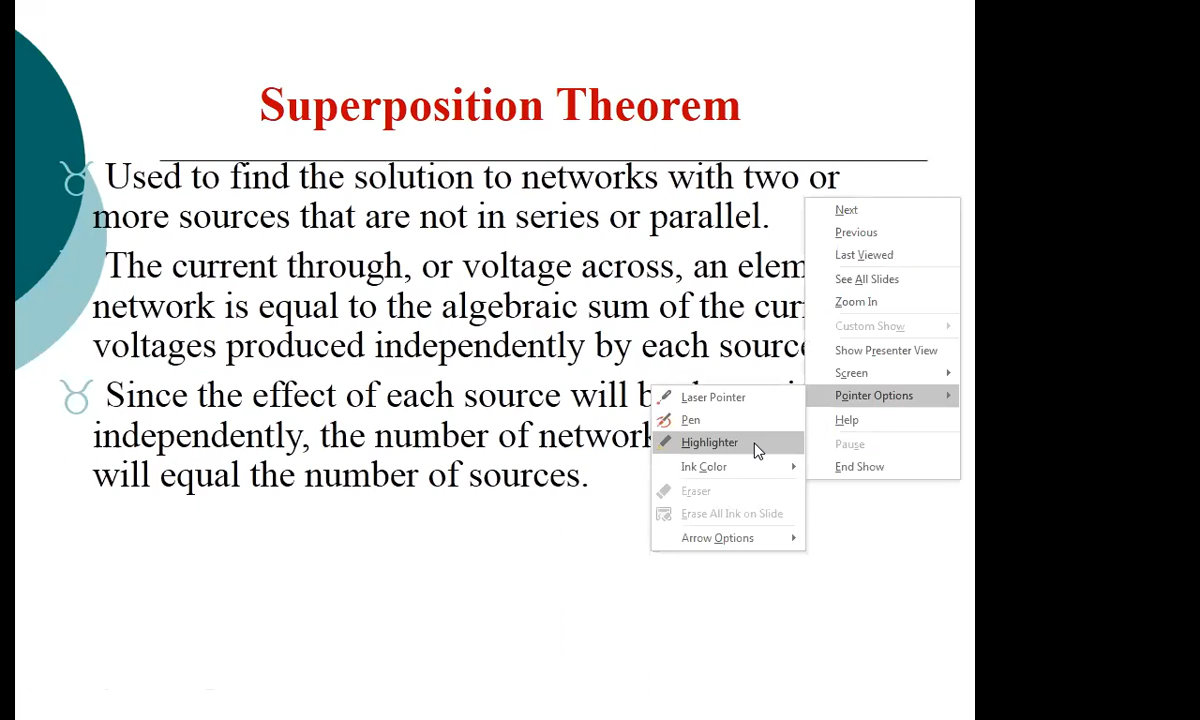 Superposition Theorem
Used to find the solution to networks with two or
more sources that are not in series or parallel.
The current through, or voltage across, an
network is equal to the algebraic sum of the
voltages produced independently by each
Since the effect of each source will
independently, the number of
will equal the number of sources.
Next
Previous
Last Viewed
See All Slides
Zoom In
Custom Show
Show Presenter View
Screen
Pointer Options
Help
Pause
End Show
Laser Pointer
Pen
Highlighter
Ink Color
Eraser
Erase All Ink on Slide
Arrow Options